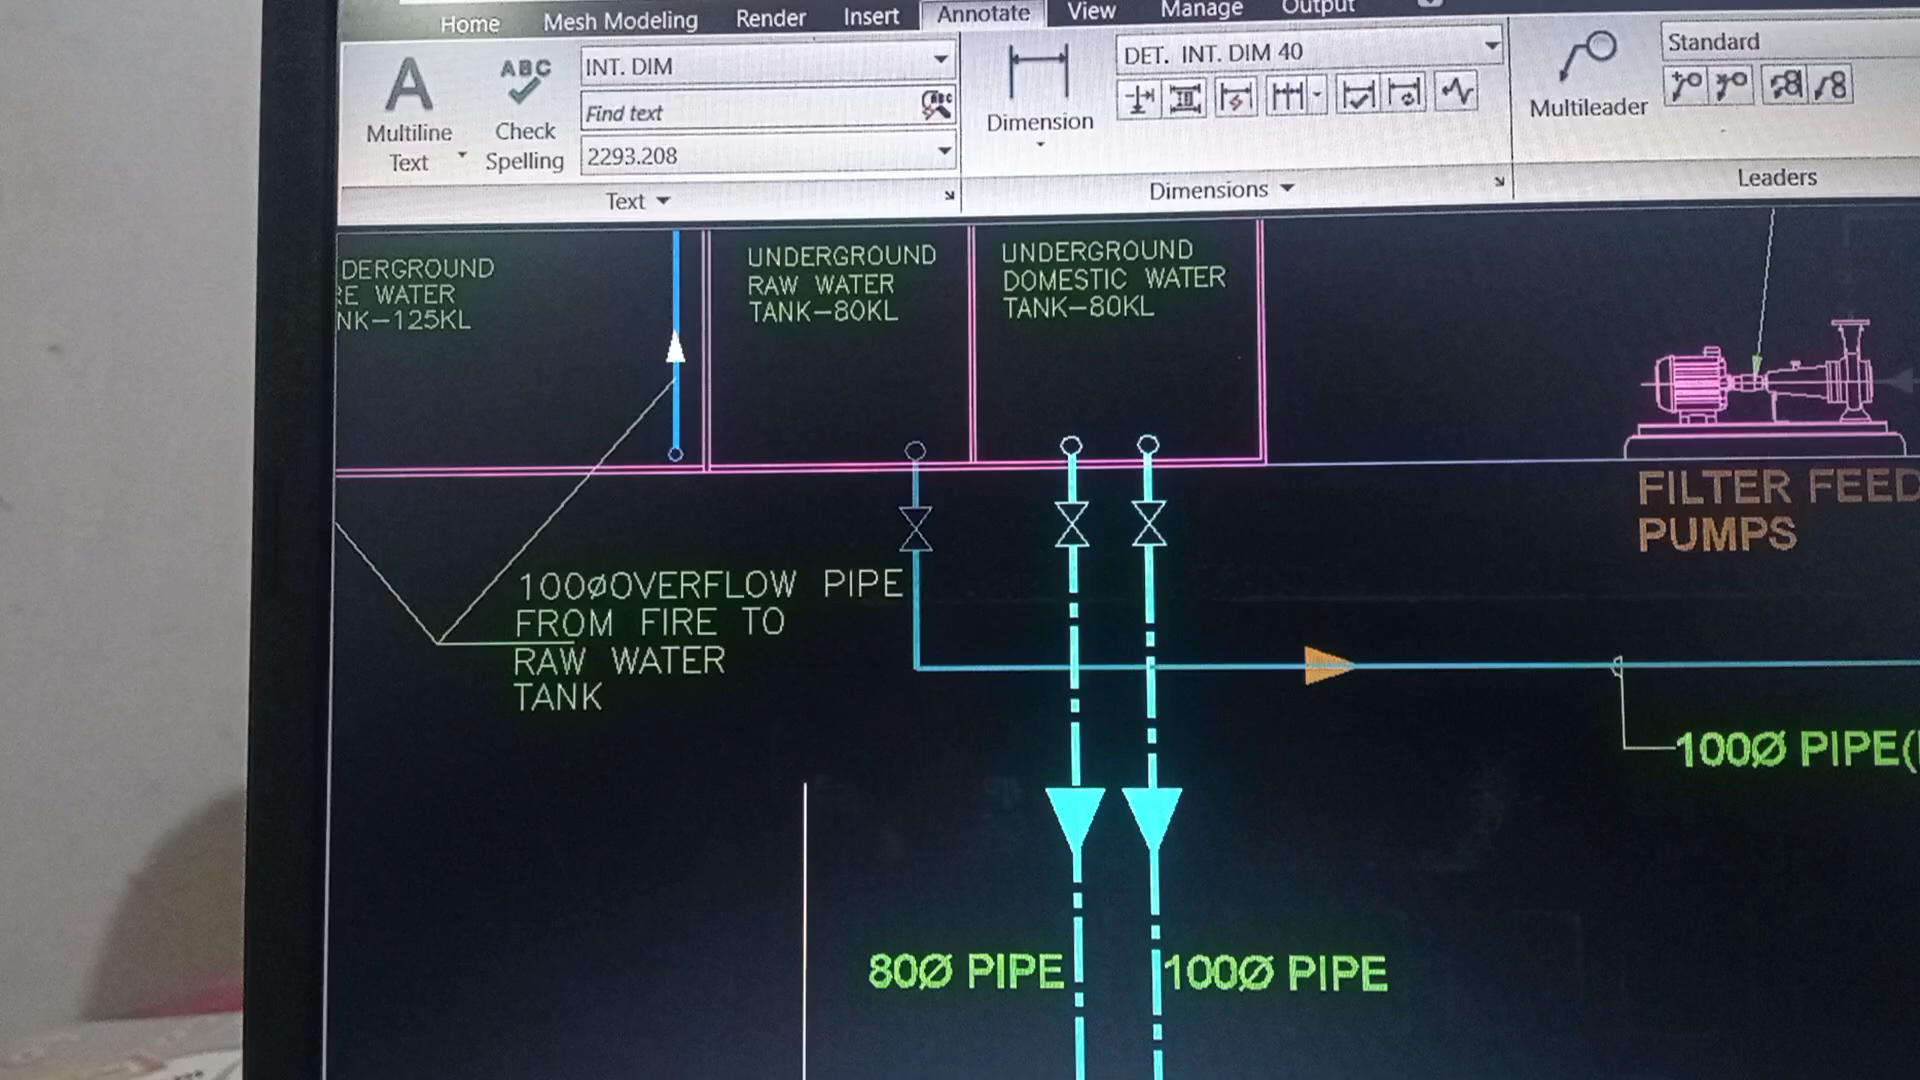 Home Mesh Modeling Render Insert Annotate View Manage Output
A
Multiline
Text
ABC
Check
Spelling
INT. DIM
Find text
2293.208
Text
Dimension
DET. INT. DIM 40
Dimensions
Multileader
Standard
Leaders
DERGROUND
RE WATER
NK-125KL
UNDERGROUND
RAW WATER
TANK-80KL
UNDERGROUND
DOMESTIC WATER
TANK-80KL
FILTER FEED
PUMPS
100øOVERFLOW PIPE
FROM FIRE TO
RAW WATER
TANK
100Ø PIPE(
80Ø PIPE
100Ø PIPE